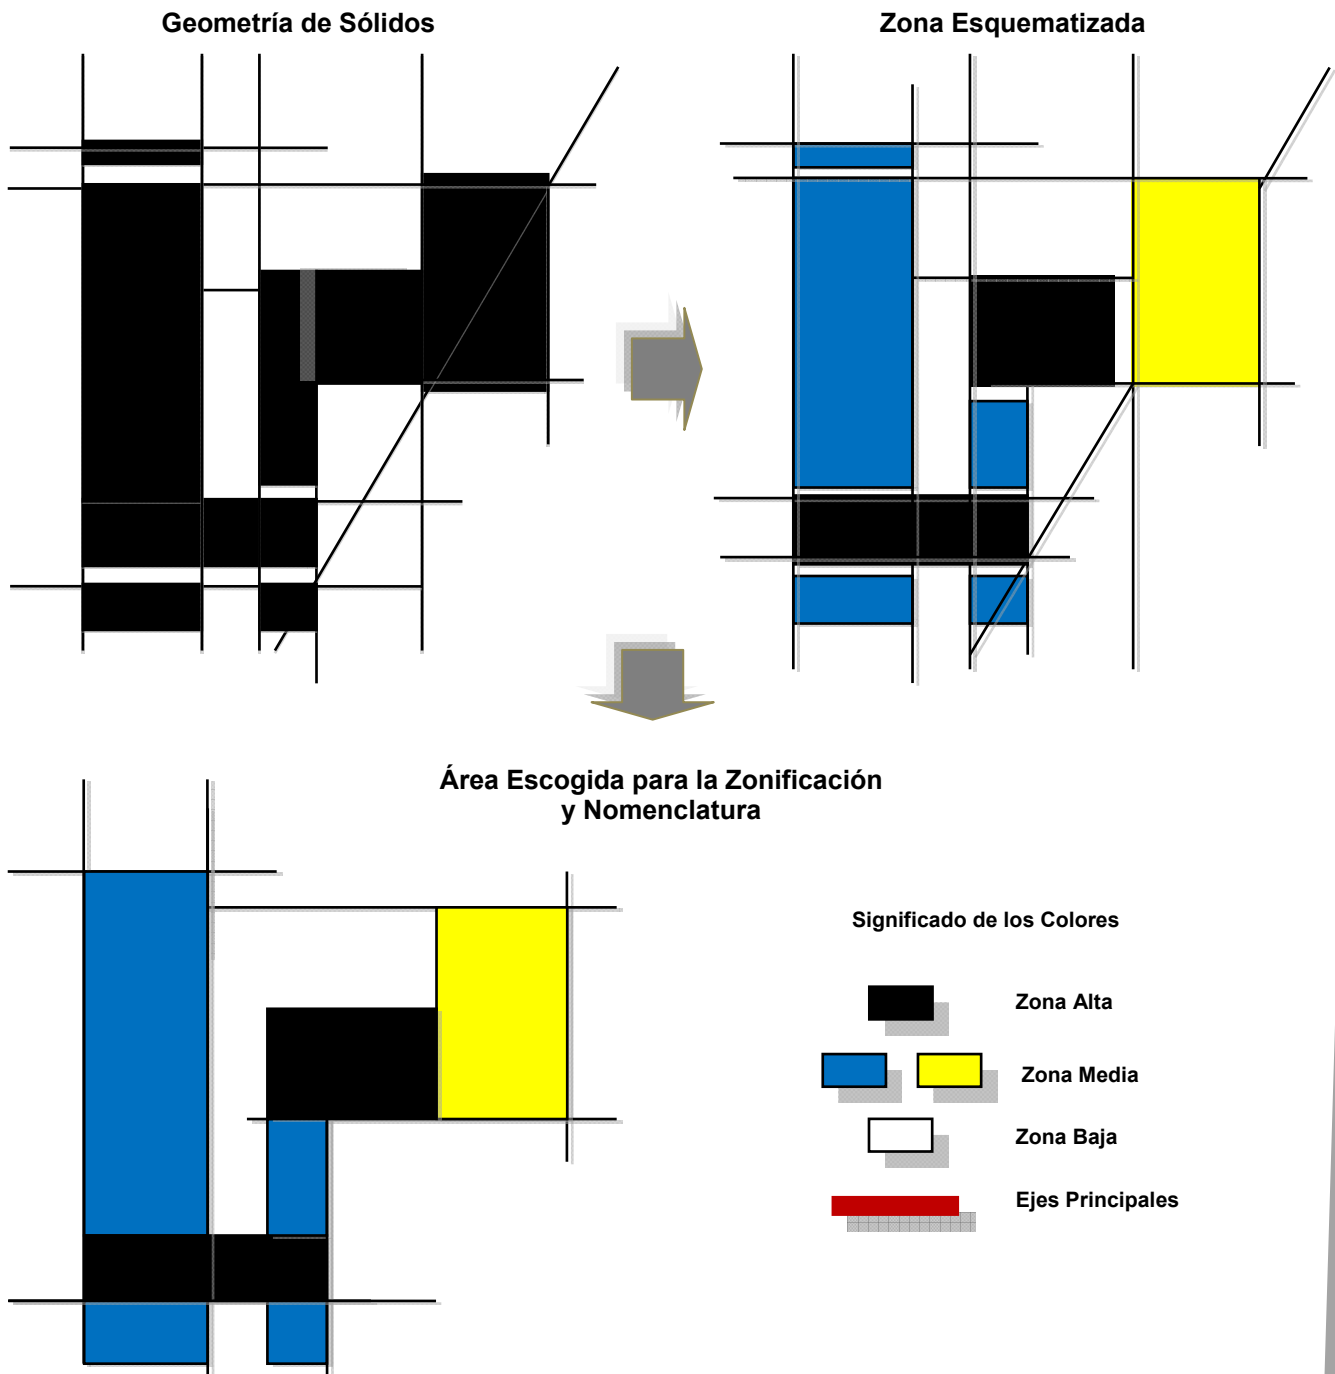 Geometría de Sólidos
Zona Esquematizada
Área Escogida para la Zonificación
y Nomenclatura
Significado de los Colores
Zona Alta
Zona Media
Zona Baja
Ejes Principales